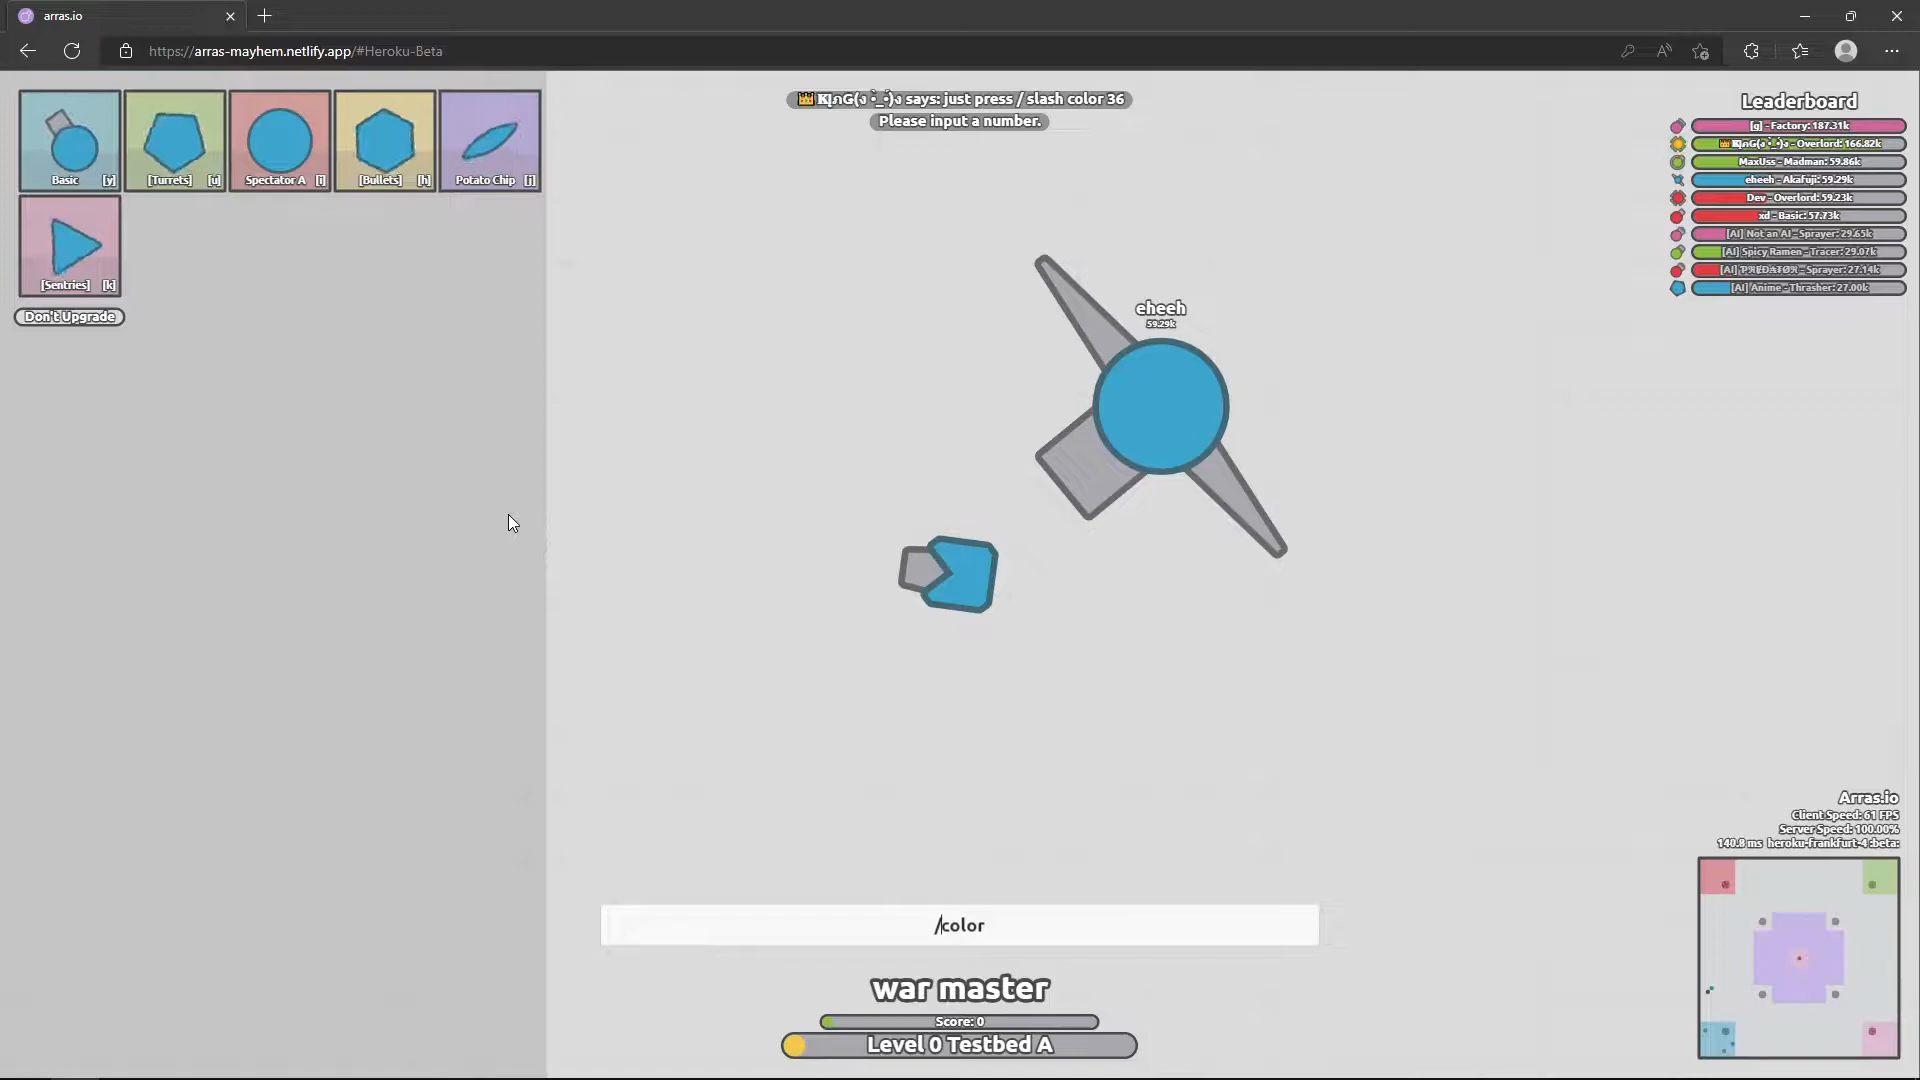 arras.io
https://arras-mayhem.netlify.app/#Heroku-Beta
Basic [y]
[Turrets] [u]
Spectator A [i]
[Bullets] [h]
Potato Chip [j]
[Sentries] [k]
Don't Upgrade
says: just press / slash color 36
Please input a number.
eheeh
59.29k
Leaderboard
[g] - Factory: 187.31k
- Overlord: 166.82k
MaxUss - Madman: 59.86k
eheeh - Akafuji: 59.29k
Dev - Overlord: 59.23k
xd - Basic: 57.73k
[AI] Not an AI - Sprayer: 29.65k
[AI] Spicy Ramen - Tracer: 29.07k
[AI] - Sprayer: 27.14k
[AI] Anime - Thrasher: 27.00k
/color
war master
Score: 0
Level 0 Testbed A
Arras.io
Client Speed: 61 FPS
Server Speed: 100.00%
140.8 ms heroku-frankfurt-4:beta: